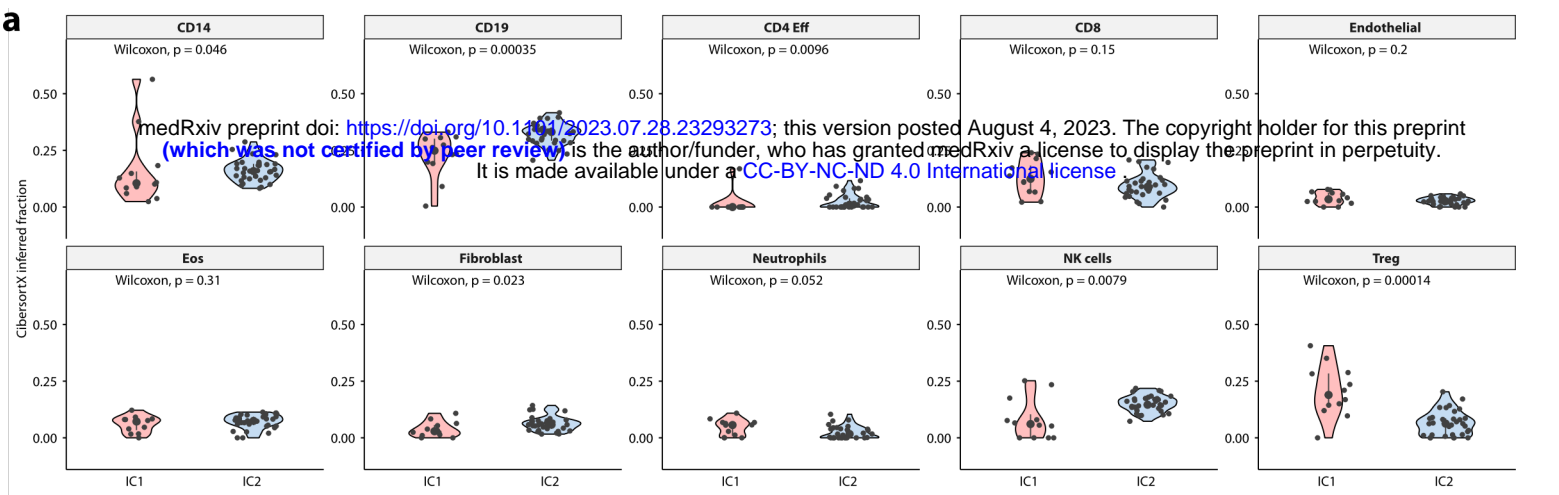 a
CD14
CD19
CD4 Eff
CD8
Endothelial
Wilcoxon, p = 0.046
Wilcoxon, p = 0.00035
Wilcoxon, p = 0.0096
Wilcoxon, p = 0.15
Wilcoxon, p = 0.2
0.50
0.50
0.50
0.50
0.50
medRxiv preprint doi: https://doi.org/10.1101/2023.07.28.23293273; this version posted August 4, 2023. The copyright holder for this preprint
(which was not certified by peer review) is the author/funder, who has granted medRxiv a license to display the preprint in perpetuity.
It is made available under a CC-BY-NC-ND 4.0 International license .
0.25
0.25
0.25
0.25
0.25
0.00
0.00
0.00
0.00
0.00
CibersortX inferred fraction
Eos
Fibroblast
Neutrophils
NK cells
Treg
Wilcoxon, p = 0.31
Wilcoxon, p = 0.023
Wilcoxon, p = 0.052
Wilcoxon, p = 0.0079
Wilcoxon, p = 0.00014
0.50
0.50
0.50
0.50
0.50
0.25
0.25
0.25
0.25
0.25
0.00
0.00
0.00
0.00
0.00
IC1
IC2
IC1
IC2
IC1
IC2
IC1
IC2
IC1
IC2